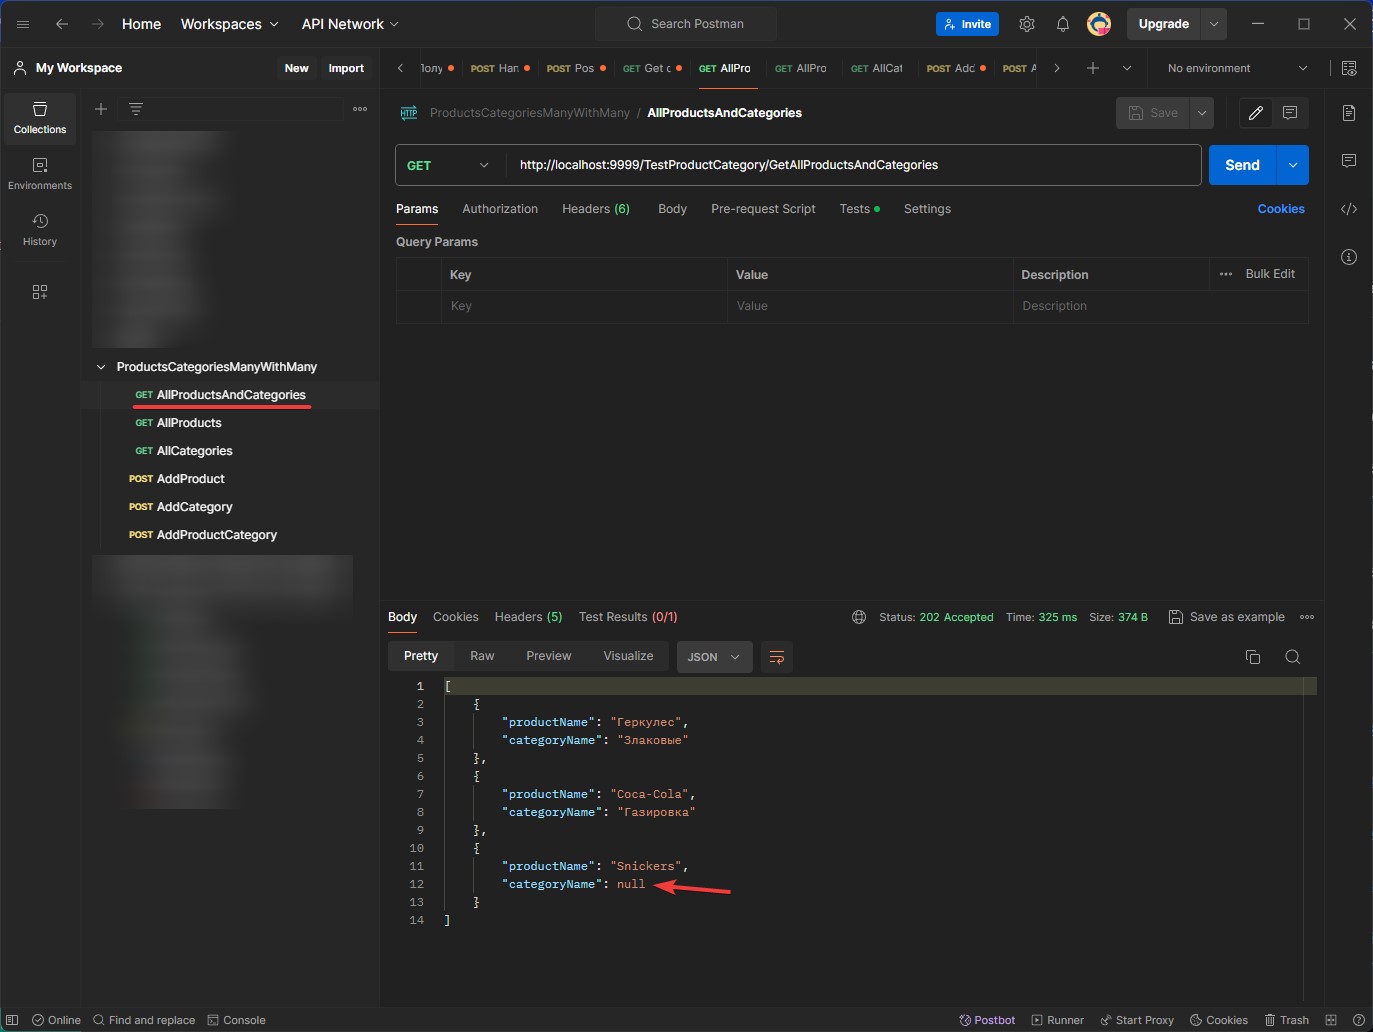 Home Workspaces API Network Search Postman Invite Upgrade
My Workspace New Import
Полу POST Han POST Pos GET Get c GET AllPro GET AllPro GET AllCat POST Add POST A No environment
Collections
Environments
History
ProductsCategoriesManyWithMany
GET AllProductsAndCategories
GET AllProducts
GET AllCategories
POST AddProduct
POST AddCategory
POST AddProductCategory
HTTP ProductsCategoriesManyWithMany / AllProductsAndCategories Save
GET http://localhost:9999/TestProductCategory/GetAllProductsAndCategories Send
Params Authorization Headers (6) Body Pre-request Script Tests Settings Cookies
Query Params
Key Value Description Bulk Edit
Key Value Description
Body Cookies Headers (5) Test Results (0/1) Status: 202 Accepted Time: 325 ms Size: 374 B Save as example
Pretty Raw Preview Visualize JSON
1 [
2 {
3 "productName": "Геркулес",
4 "categoryName": "Злаковые"
5 },
6 {
7 "productName": "Coca-Cola",
8 "categoryName": "Газировка"
9 },
10 {
11 "productName": "Snickers",
12 "categoryName": null
13 }
14 ]
Online Find and replace Console Postbot Runner Start Proxy Cookies Trash